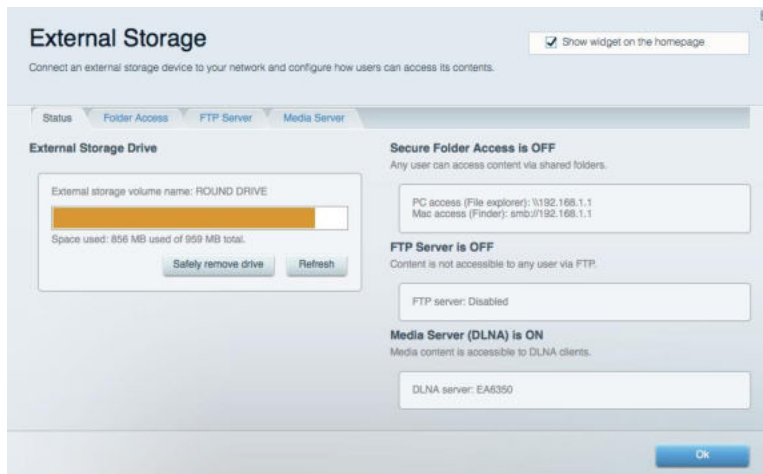 External Storage
Show widget on the homepage
Connect an external storage device to your network and configure how users can access its contents.
Status
Folder Access
FTP Server
Media Server
External Storage Drive
External storage volume name: ROUND DRIVE
Space used: 856 MB used of 959 MB total.
Safely remove drive
Refresh
Secure Folder Access is OFF
Any user can access content via shared folders.
PC access (File explorer): \\192.168.1.1
Mac access (Finder): smb://192.168.1.1
FTP Server is OFF
Content is not accessible to any user via FTP.
FTP server: Disabled
Media Server (DLNA) is ON
Media content is accessible to DLNA clients.
DLNA server: EA6350
Ok